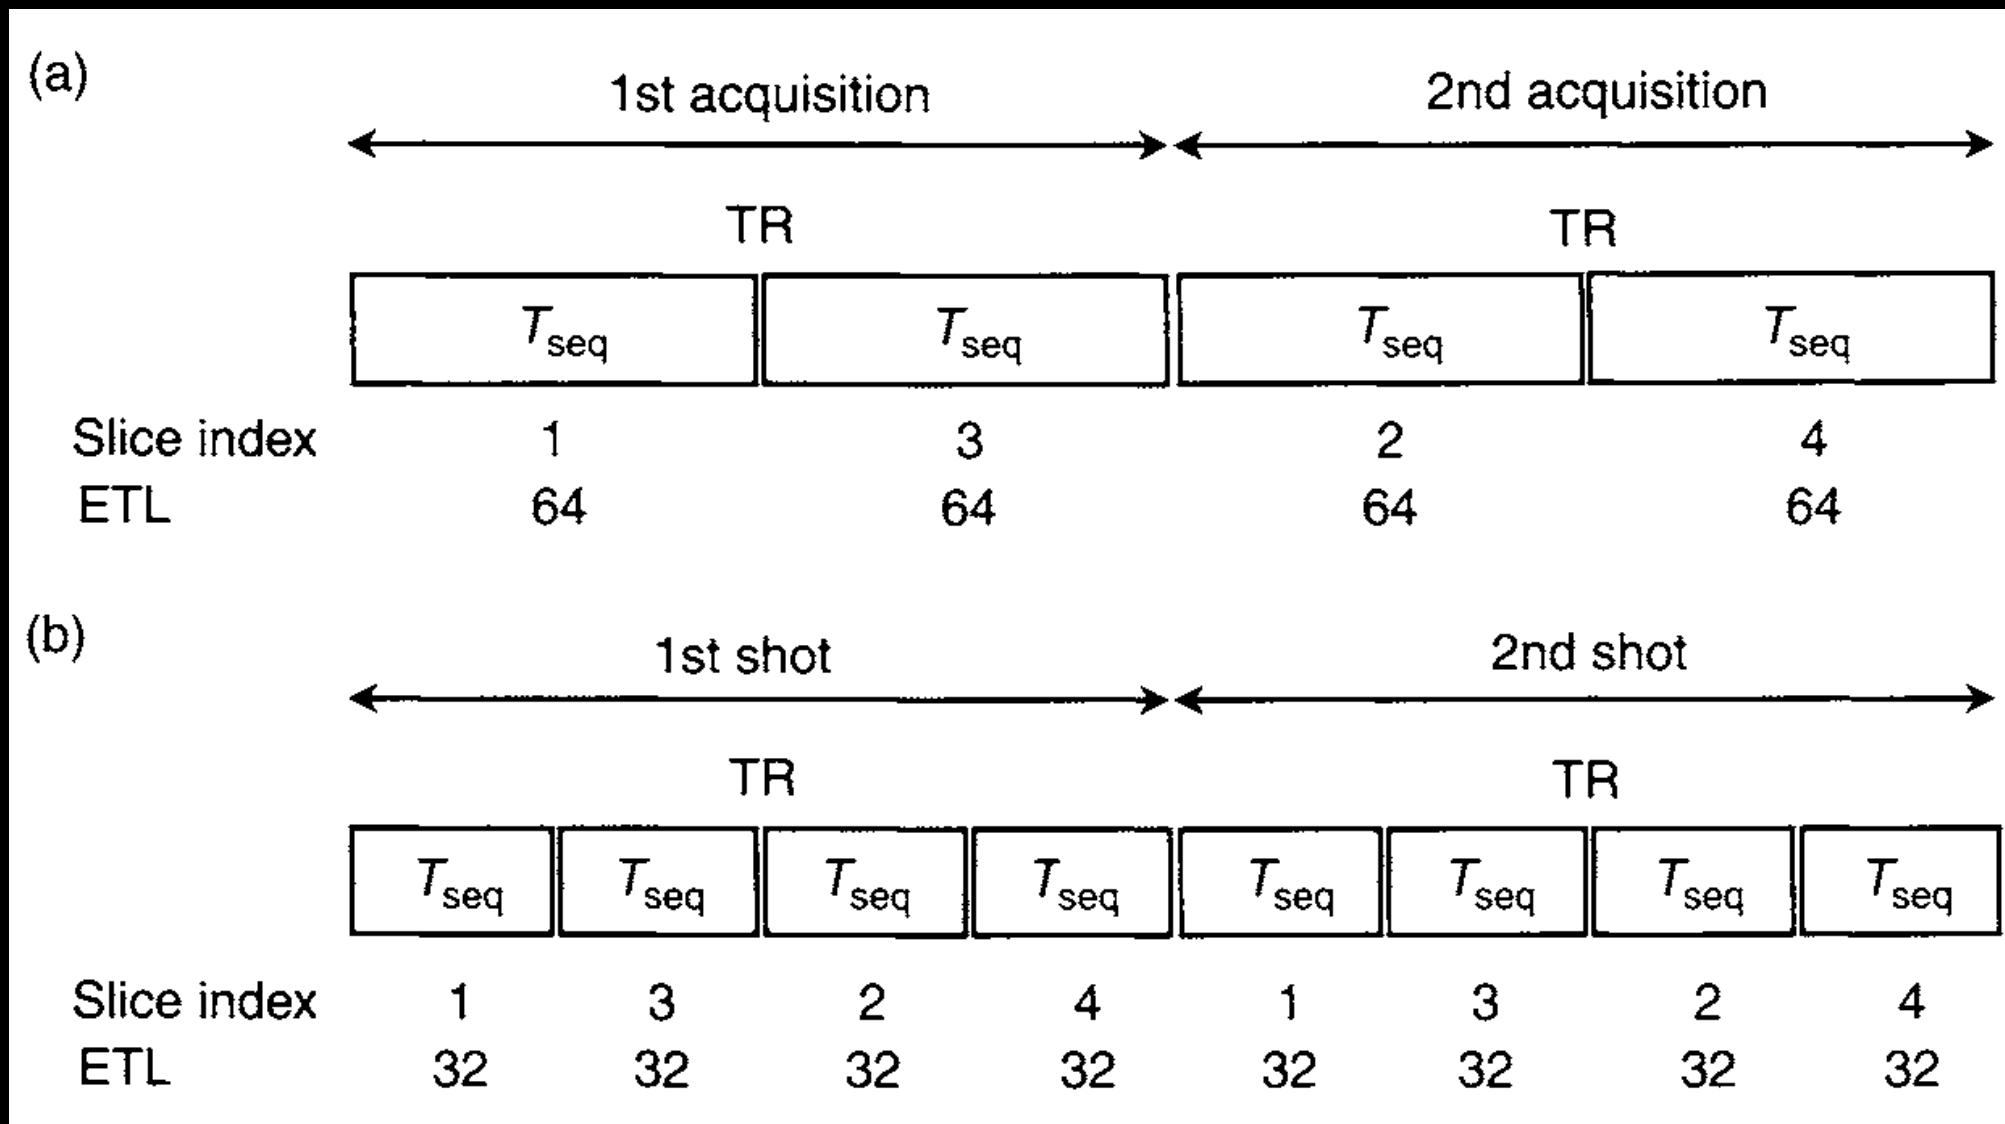 (a)
1st acquisition 2nd acquisition
TR TR
Tseq Tseq Tseq Tseq
Slice index 1 3 2 4
ETL 64 64 64 64
(b)
1st shot 2nd shot
TR TR
Tseq Tseq Tseq Tseq Tseq Tseq Tseq Tseq
Slice index 1 3 2 4 1 3 2 4
ETL 32 32 32 32 32 32 32 32